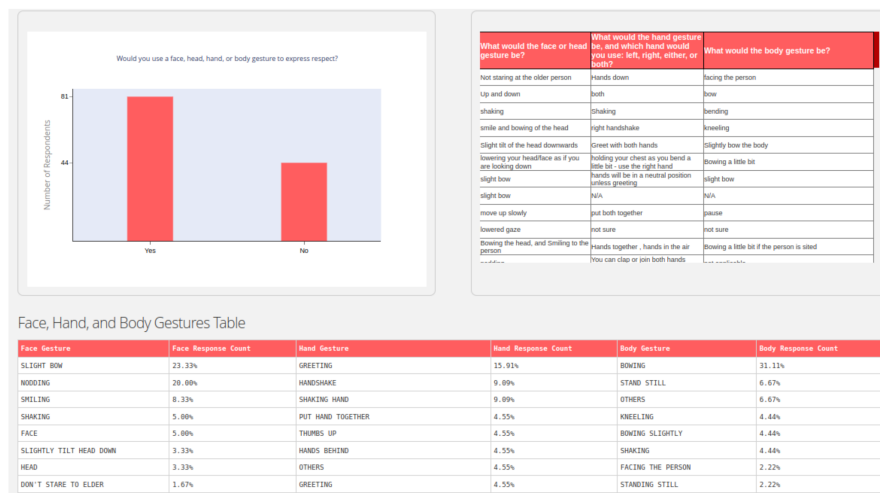 Would you use a face, head, hand, or body gesture to express respect?
81
44
Number of Respondents
Yes No
What would the face or head gesture be? What would the hand gesture be, and which hand would you use: left, right, either, or both? What would the body gesture be?
Not staring at the older person Hands down facing the person
Up and down both bow
shaking Shaking bending
smile and bowing of the head right handshake kneeling
Slight tilt of the head downwards Greet with both hands Slightly bow the body
lowering your head/face as if you are looking down holding your chest as you bend a little bit - use the right hand Bowing a little bit
slight bow hands will be in a neutral position unless greeting slight bow
slight bow N/A N/A
move up slowly put both together pause
lowered gaze not sure not sure
Bowing the head, and Smiling to the person Hands together , hands in the air Bowing a little bit if the person is sited
You can clap or join both hands
Face, Hand, and Body Gestures Table
Face Gesture Face Response Count Hand Gesture Hand Response Count Body Gesture Body Response Count
SLIGHT BOW 23.33% GREETING 15.91% BOWING 31.11%
NODDING 20.00% HANDSHAKE 9.09% STAND STILL 6.67%
SMILING 8.33% SHAKING HAND 9.09% OTHERS 6.67%
SHAKING 5.00% PUT HAND TOGETHER 4.55% KNEELING 4.44%
FACE 5.00% THUMBS UP 4.55% BOWING SLIGHTLY 4.44%
SLIGHTLY TILT HEAD DOWN 3.33% HANDS BEHIND 4.55% SHAKING 4.44%
HEAD 3.33% OTHERS 4.55% FACING THE PERSON 2.22%
DON'T STARE TO ELDER 1.67% GREETING 4.55% STANDING STILL 2.22%